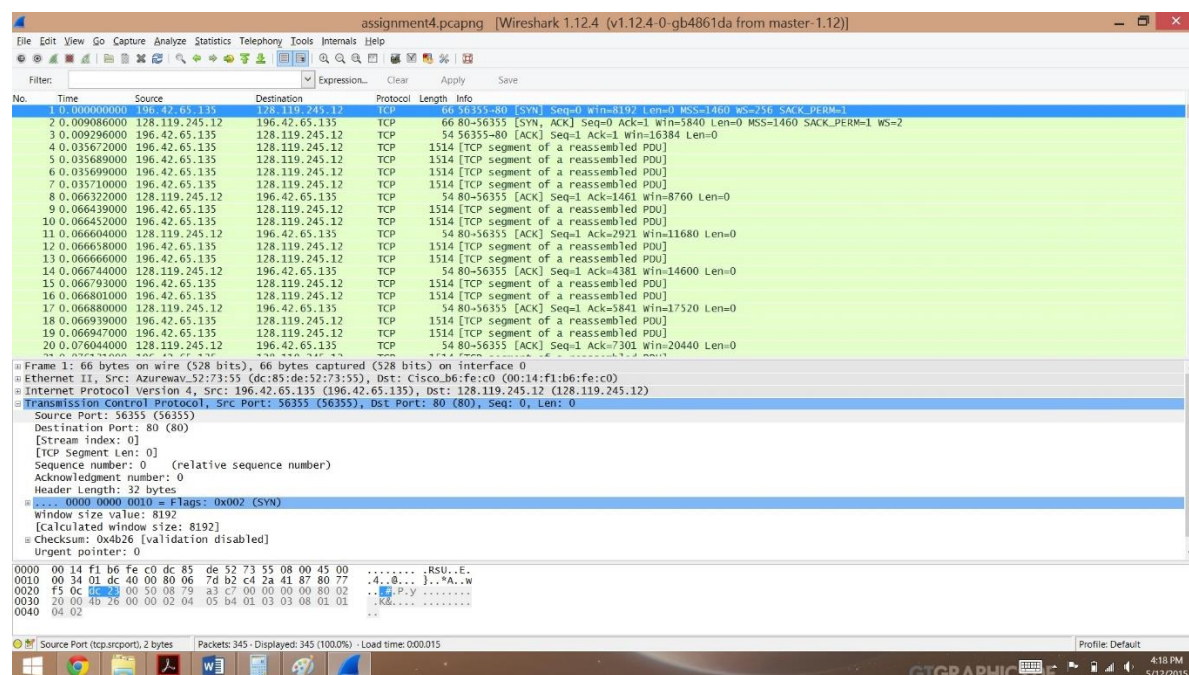 assignment4.pcapng [Wireshark 1.12.4 (v1.12.4-0-gb4861da from master-1.12)]
File Edit View Go Capture Analyze Statistics Telephony Tools Internals Help
Filter: Expression... Clear Apply Save
No. Time Source Destination Protocol Length Info
1 0.000000000 196.42.65.135 128.119.245.12 TCP 66 56355→80 [SYN] Seq=0 Win=8192 Len=0 MSS=1460 WS=256 SACK_PERM=1
2 0.009086000 128.119.245.12 196.42.65.135 TCP 66 80→56355 [SYN, ACK] Seq=0 Ack=1 Win=5840 Len=0 MSS=1460 SACK_PERM=1 WS=2
3 0.009296000 196.42.65.135 128.119.245.12 TCP 54 56355→80 [ACK] Seq=1 Ack=1 Win=16384 Len=0
4 0.035672000 196.42.65.135 128.119.245.12 TCP 1514 [TCP segment of a reassembled PDU]
5 0.035689000 196.42.65.135 128.119.245.12 TCP 1514 [TCP segment of a reassembled PDU]
6 0.035699000 196.42.65.135 128.119.245.12 TCP 1514 [TCP segment of a reassembled PDU]
7 0.035710000 196.42.65.135 128.119.245.12 TCP 1514 [TCP segment of a reassembled PDU]
8 0.066322000 128.119.245.12 196.42.65.135 TCP 54 80→56355 [ACK] Seq=1 Ack=1461 Win=8760 Len=0
9 0.066439000 196.42.65.135 128.119.245.12 TCP 1514 [TCP segment of a reassembled PDU]
10 0.066452000 196.42.65.135 128.119.245.12 TCP 1514 [TCP segment of a reassembled PDU]
11 0.066604000 128.119.245.12 196.42.65.135 TCP 54 80→56355 [ACK] Seq=1 Ack=2921 Win=11680 Len=0
12 0.066658000 196.42.65.135 128.119.245.12 TCP 1514 [TCP segment of a reassembled PDU]
13 0.066666000 196.42.65.135 128.119.245.12 TCP 1514 [TCP segment of a reassembled PDU]
14 0.066744000 128.119.245.12 196.42.65.135 TCP 54 80→56355 [ACK] Seq=1 Ack=4381 Win=14600 Len=0
15 0.066793000 196.42.65.135 128.119.245.12 TCP 1514 [TCP segment of a reassembled PDU]
16 0.066801000 196.42.65.135 128.119.245.12 TCP 1514 [TCP segment of a reassembled PDU]
17 0.066880000 128.119.245.12 196.42.65.135 TCP 54 80→56355 [ACK] Seq=1 Ack=5841 Win=17520 Len=0
18 0.066939000 196.42.65.135 128.119.245.12 TCP 1514 [TCP segment of a reassembled PDU]
19 0.066947000 196.42.65.135 128.119.245.12 TCP 1514 [TCP segment of a reassembled PDU]
20 0.076044000 128.119.245.12 196.42.65.135 TCP 54 80→56355 [ACK] Seq=1 Ack=7301 Win=20440 Len=0
Frame 1: 66 bytes on wire (528 bits), 66 bytes captured (528 bits) on interface 0
Ethernet II, Src: Azurewav_52:73:55 (dc:85:de:52:73:55), Dst: Cisco_b6:fe:c0 (00:14:f1:b6:fe:c0)
Internet Protocol Version 4, Src: 196.42.65.135 (196.42.65.135), Dst: 128.119.245.12 (128.119.245.12)
Transmission Control Protocol, Src Port: 56355 (56355), Dst Port: 80 (80), Seq: 0, Len: 0
Source Port: 56355 (56355)
Destination Port: 80 (80)
[Stream index: 0]
[TCP Segment Len: 0]
Sequence number: 0 (relative sequence number)
Acknowledgment number: 0
Header Length: 32 bytes
.... 0000 0000 0010 = Flags: 0x002 (SYN)
Window size value: 8192
[Calculated window size: 8192]
Checksum: 0x4b26 [validation disabled]
Urgent pointer: 0
0000 00 14 f1 b6 fe c0 dc 85 de 52 73 55 08 00 45 00 ........ .RsU..E.
0010 00 34 01 dc 40 00 80 06 7d b2 c4 2a 41 87 80 77 .4..@... }..*A..w
0020 f5 0c dc 23 00 50 08 79 a3 c7 00 00 00 00 80 02 ...#.P.y ........
0030 20 00 4b 26 00 00 02 04 05 b4 01 03 03 08 01 01 .K&.... ........
0040 04 02 ..
Source Port (tcp.srcport), 2 bytes Packets: 345 · Displayed: 345 (100.0%) · Load time: 0:00.015 Profile: Default
4:18 PM
5/12/2015